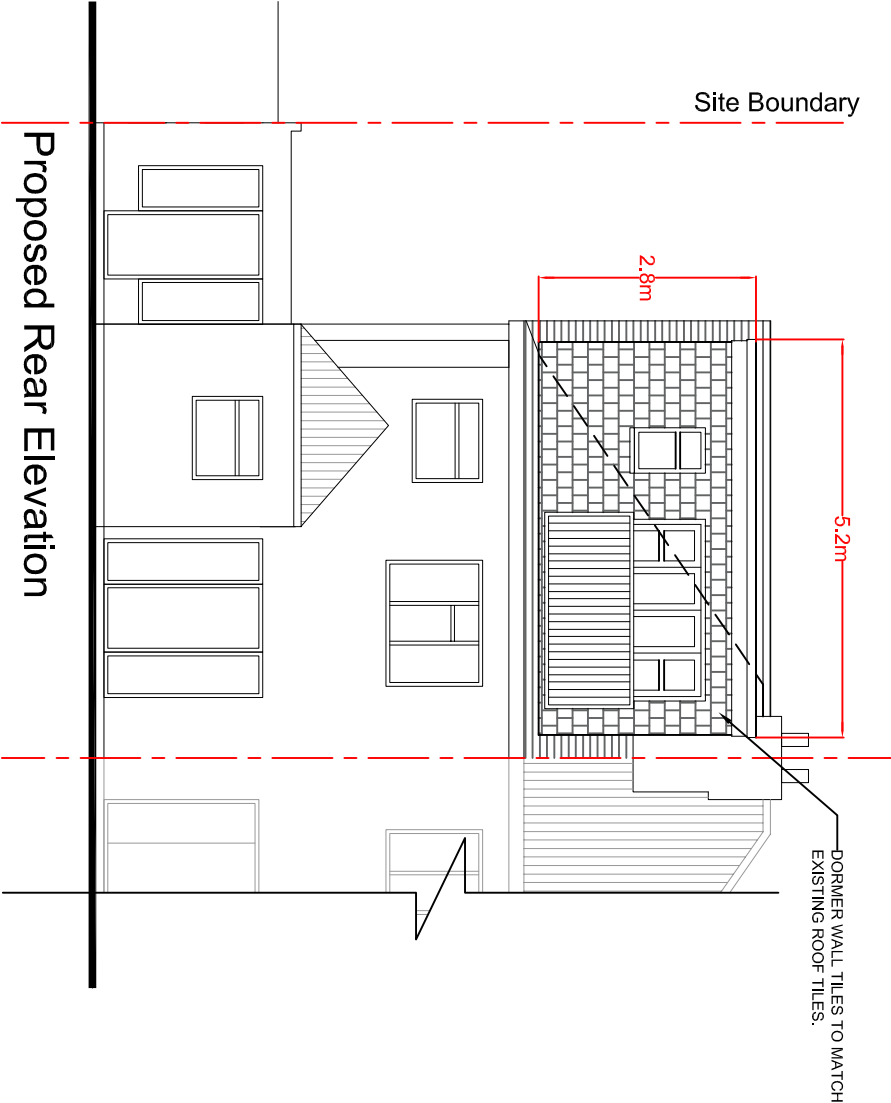 Site Boundary
2.8m
5.2m
DORMER WALL TILES TO MATCH
EXISTING ROOF TILES.
Proposed Rear Elevation